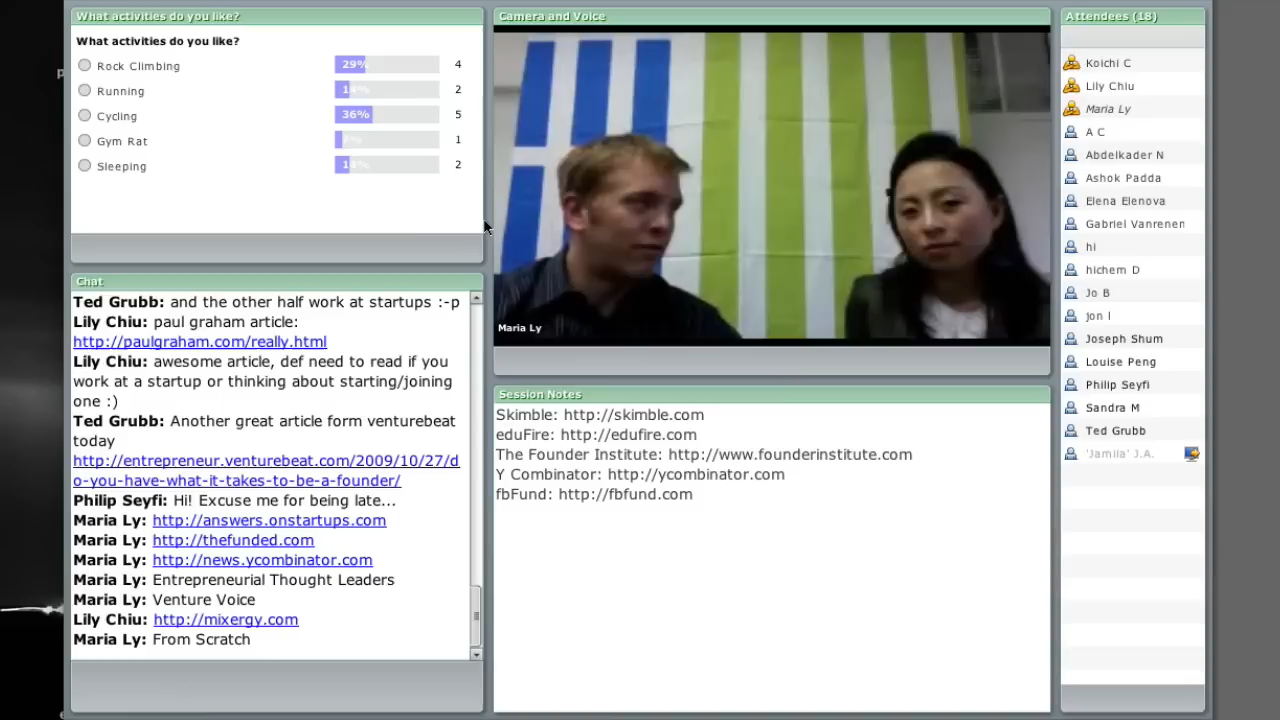 What activities do you like?
What activities do you like?
Rock Climbing 29% 4
Running 14% 2
Cycling 36% 5
Gym Rat 1
Sleeping 14% 2
Chat
Ted Grubb: and the other half work at startups :-p
Lily Chiu: paul graham article:
http://paulgraham.com/really.html
Lily Chiu: awesome article, def need to read if you
work at a startup or thinking about starting/joining
one :)
Ted Grubb: Another great article form venturebeat
today
http://entrepreneur.venturebeat.com/2009/10/27/d
o-you-have-what-it-takes-to-be-a-founder/
Philip Seyfi: Hi! Excuse me for being late...
Maria Ly: http://answers.onstartups.com
Maria Ly: http://thefunded.com
Maria Ly: http://news.ycombinator.com
Maria Ly: Entrepreneurial Thought Leaders
Maria Ly: Venture Voice
Lily Chiu: http://mixergy.com
Maria Ly: From Scratch
Camera and Voice
Maria Ly
Session Notes
Skimble: http://skimble.com
eduFire: http://edufire.com
The Founder Institute: http://www.founderinstitute.com
Y Combinator: http://ycombinator.com
fbFund: http://fbfund.com
Attendees (18)
Koichi C
Lily Chiu
Maria Ly
A C
Abdelkader N
Ashok Padda
Elena Elenova
Gabriel Vanrenen
hi
hichem D
Jo B
jon l
Joseph Shum
Louise Peng
Philip Seyfi
Sandra M
Ted Grubb
'Jamila' J.A.